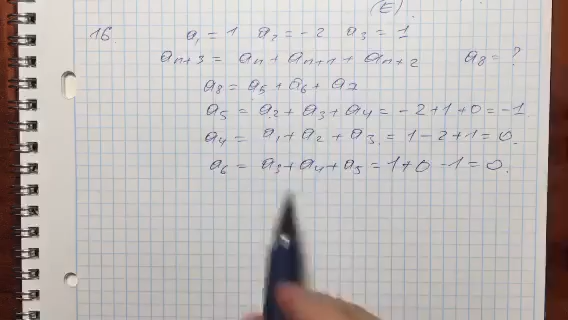 (E)
16 a₁ = 1 a₂ = -2 a₃ = 1
aₙ₊₃ = aₙ + aₙ₊₁ + aₙ₊₂ a₈ = ?
a₈ = a₅ + a₆ + a₇
a₅ = a₂ + a₃ + a₄ = -2+1+0=-1
a₄ = a₁ + a₂ + a₃ = 1-2+1=0.
a₆ = a₃+a₄+a₅=1+0-1=0.